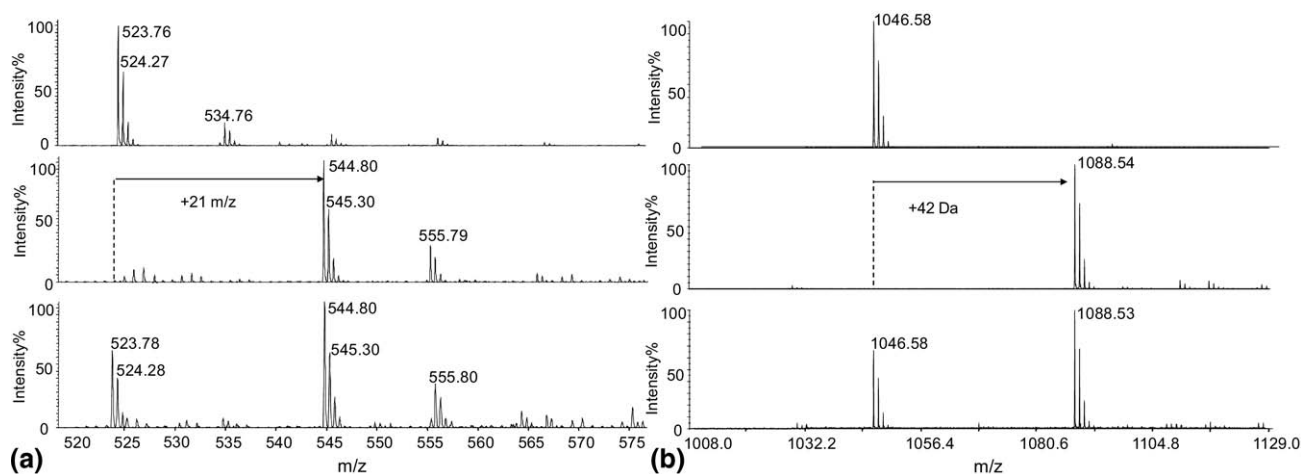 100
Intensity%
50
0
523.76
524.27
534.76
100
Intensity%
50
0
+21 m/z
544.80
545.30
555.79
100
Intensity%
50
0
523.78
524.28
544.80
545.30
555.80
520 525 530 535 540 545 550 555 560 565 570 575
m/z
(a)
100
Intensity%
50
0
1046.58
100
Intensity%
50
0
+42 Da
1088.54
100
Intensity%
50
0
1046.58
1088.53
1008.0 1032.2 1056.4 1080.6 1104.8 1129.0
m/z
(b)